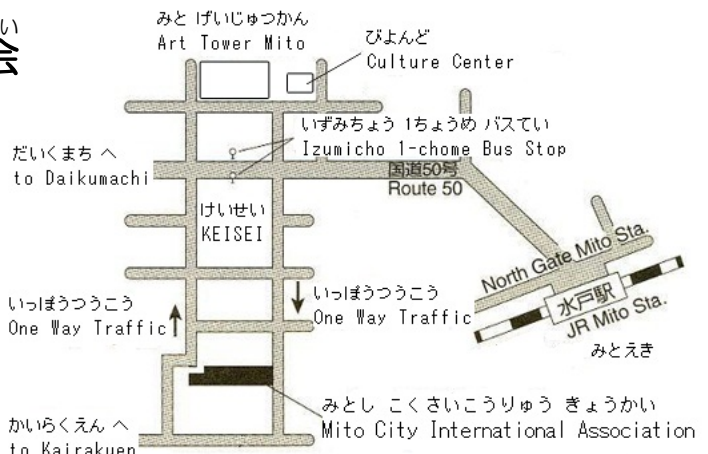 い
会
みと げいじゅつかん
Art Tower Mito
びよんど
Culture Center
いずみちょう 1ちょうめ バスてい
Izumicho 1-chome Bus Stop
だいくまち へ
to Daikumachi
国道50号
Route 50
けいせい
KEISEI
North Gate Mito Sta.
水戸駅
JR Mito Sta.
みとえき
いっぽうつうこう
One Way Traffic
いっぽうつうこう
One Way Traffic
みとし こくさいこうりゅう きょうかい
Mito City International Association
かいらくえん へ
to Kairakuen